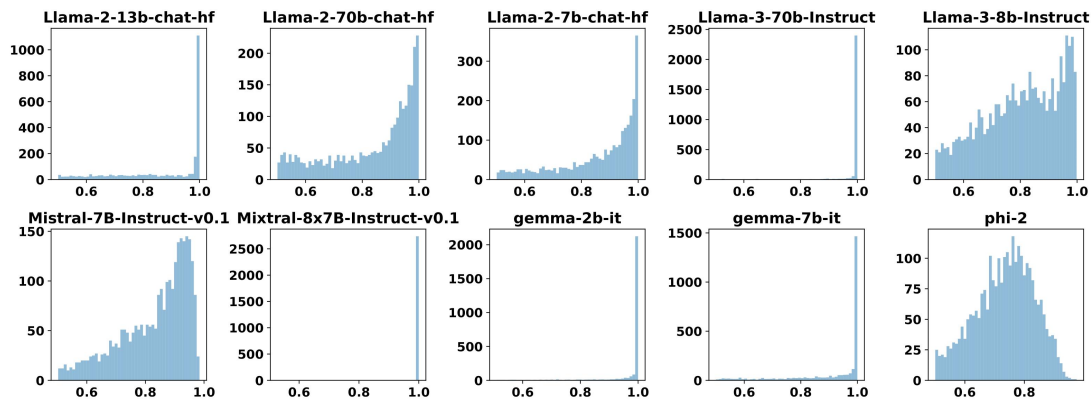 Llama-2-13b-chat-hf
1000
800
600
400
200
0
0.6 0.8 1.0
Llama-2-70b-chat-hf
200
150
100
50
0
0.6 0.8 1.0
Llama-2-7b-chat-hf
300
200
100
0
0.6 0.8 1.0
Llama-3-70b-Instruct
2500
2000
1500
1000
500
0
0.6 0.8 1.0
Llama-3-8b-Instruct
100
80
60
40
20
0
0.6 0.8 1.0
Mistral-7B-Instruct-v0.1
150
100
50
0
0.6 0.8 1.0
Mixtral-8x7B-Instruct-v0.1
2500
2000
1500
1000
500
0
0.6 0.8 1.0
gemma-2b-it
2000
1500
1000
500
0
0.6 0.8 1.0
gemma-7b-it
1500
1000
500
0
0.6 0.8 1.0
phi-2
100
75
50
25
0
0.6 0.8